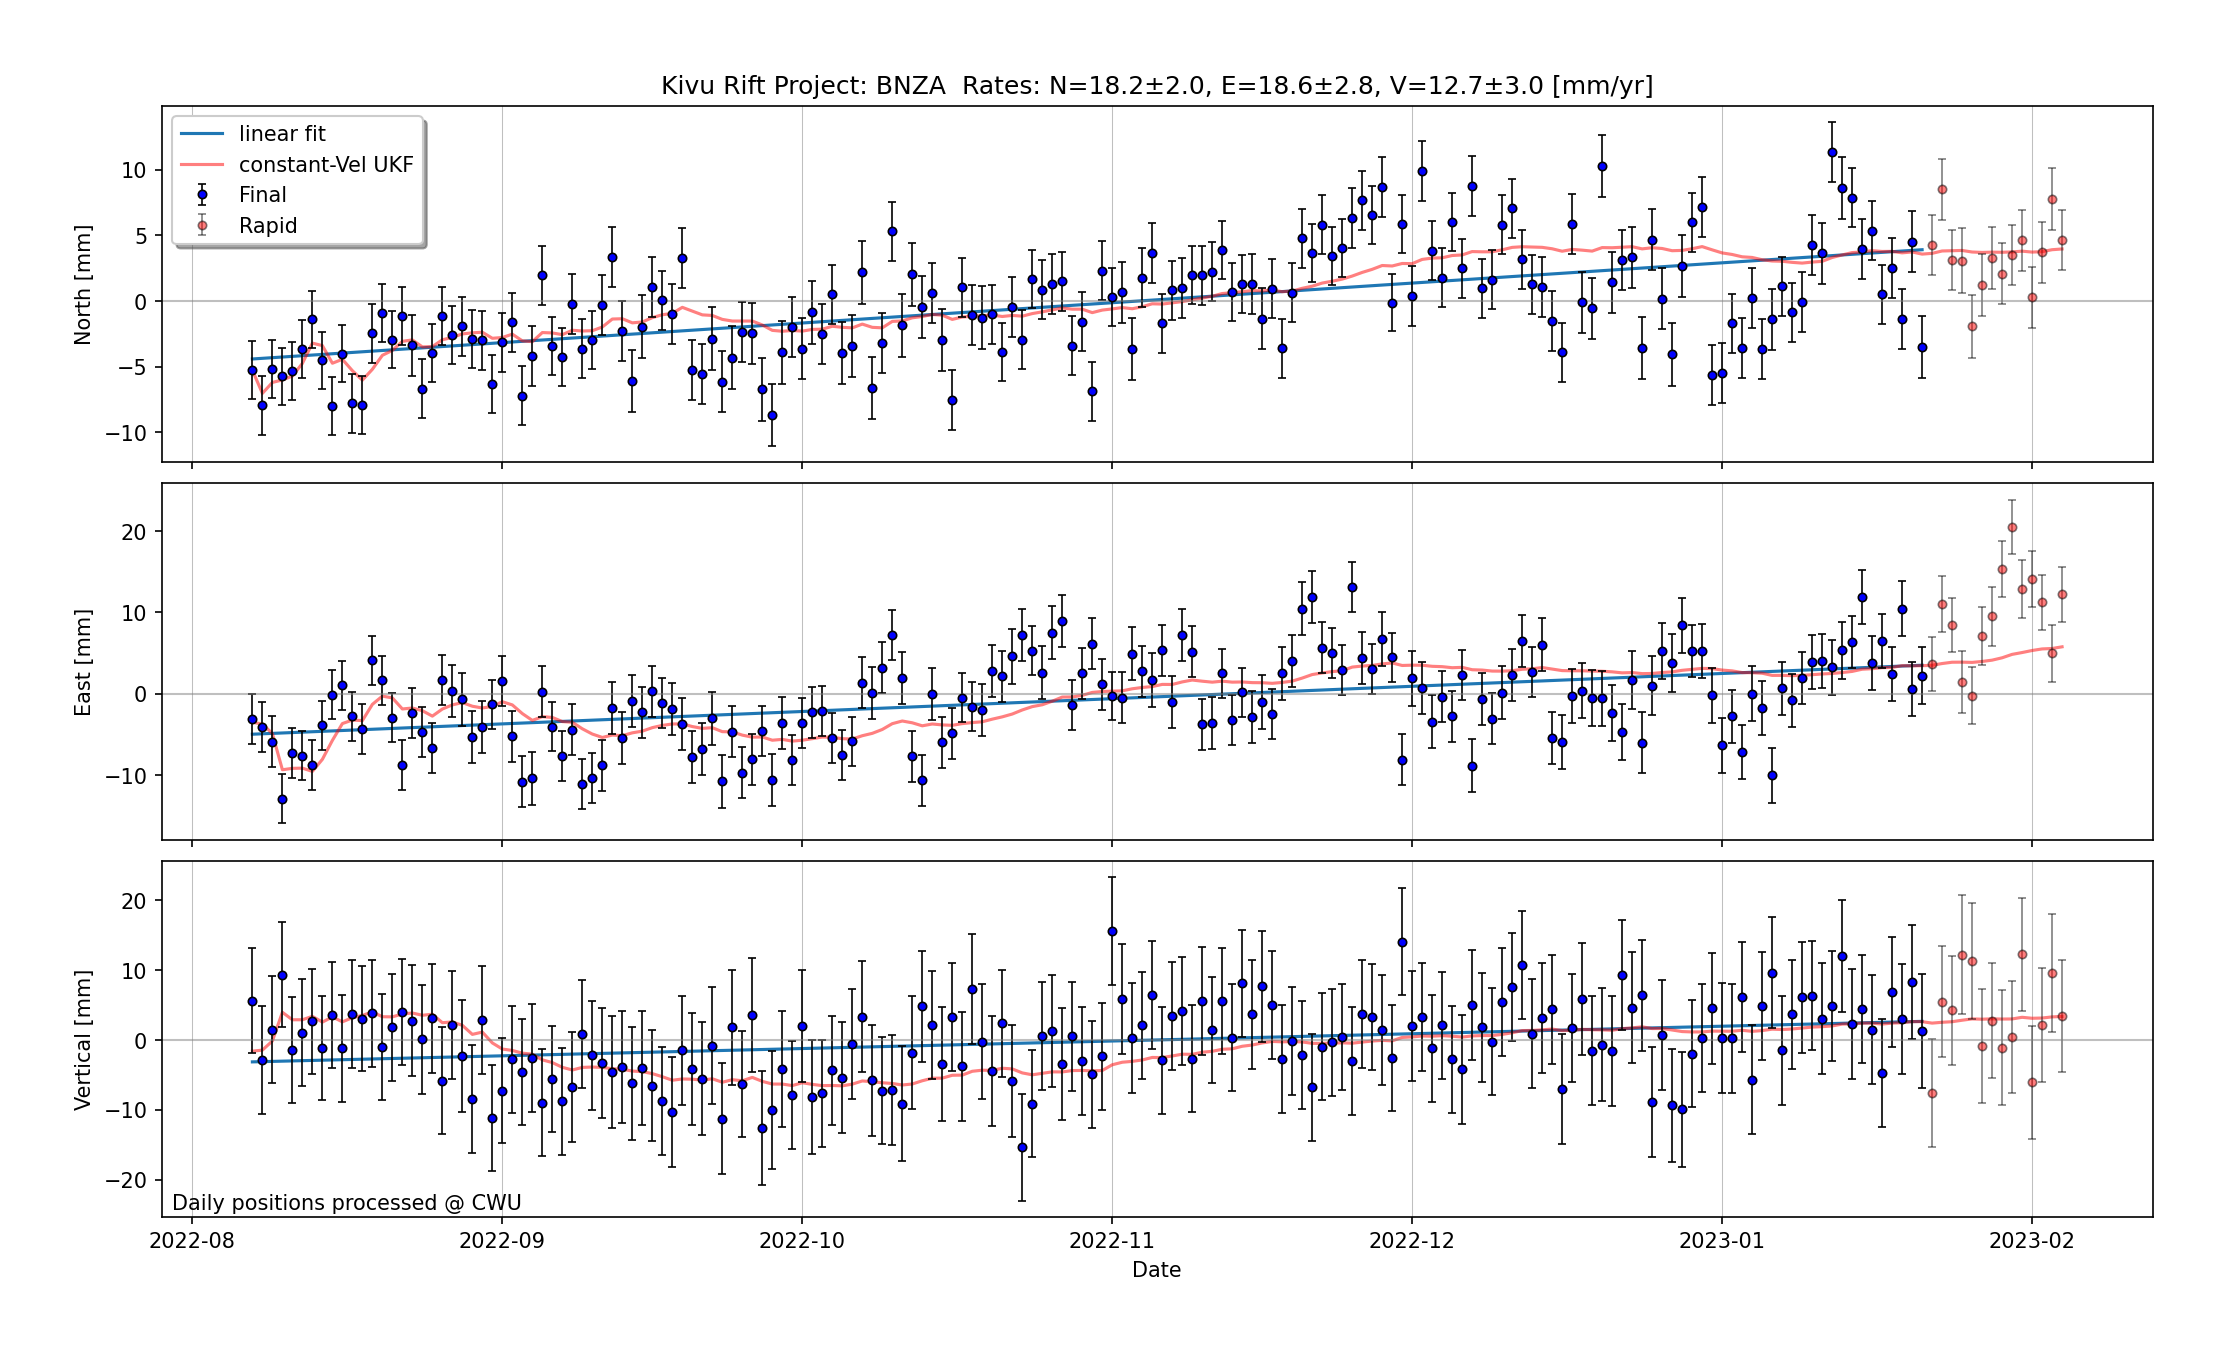 Kivu Rift Project: BNZA  Rates: N=18.2±2.0, E=18.6±2.8, V=12.7±3.0 [mm/yr]
linear fit
constant-Vel UKF
Final
Rapid
North [mm]
10
5
0
−5
−10
East [mm]
20
10
0
−10
Vertical [mm]
20
10
0
−10
−20
Daily positions processed @ CWU
2022-08 2022-09 2022-10 2022-11 2022-12 2023-01 2023-02
Date